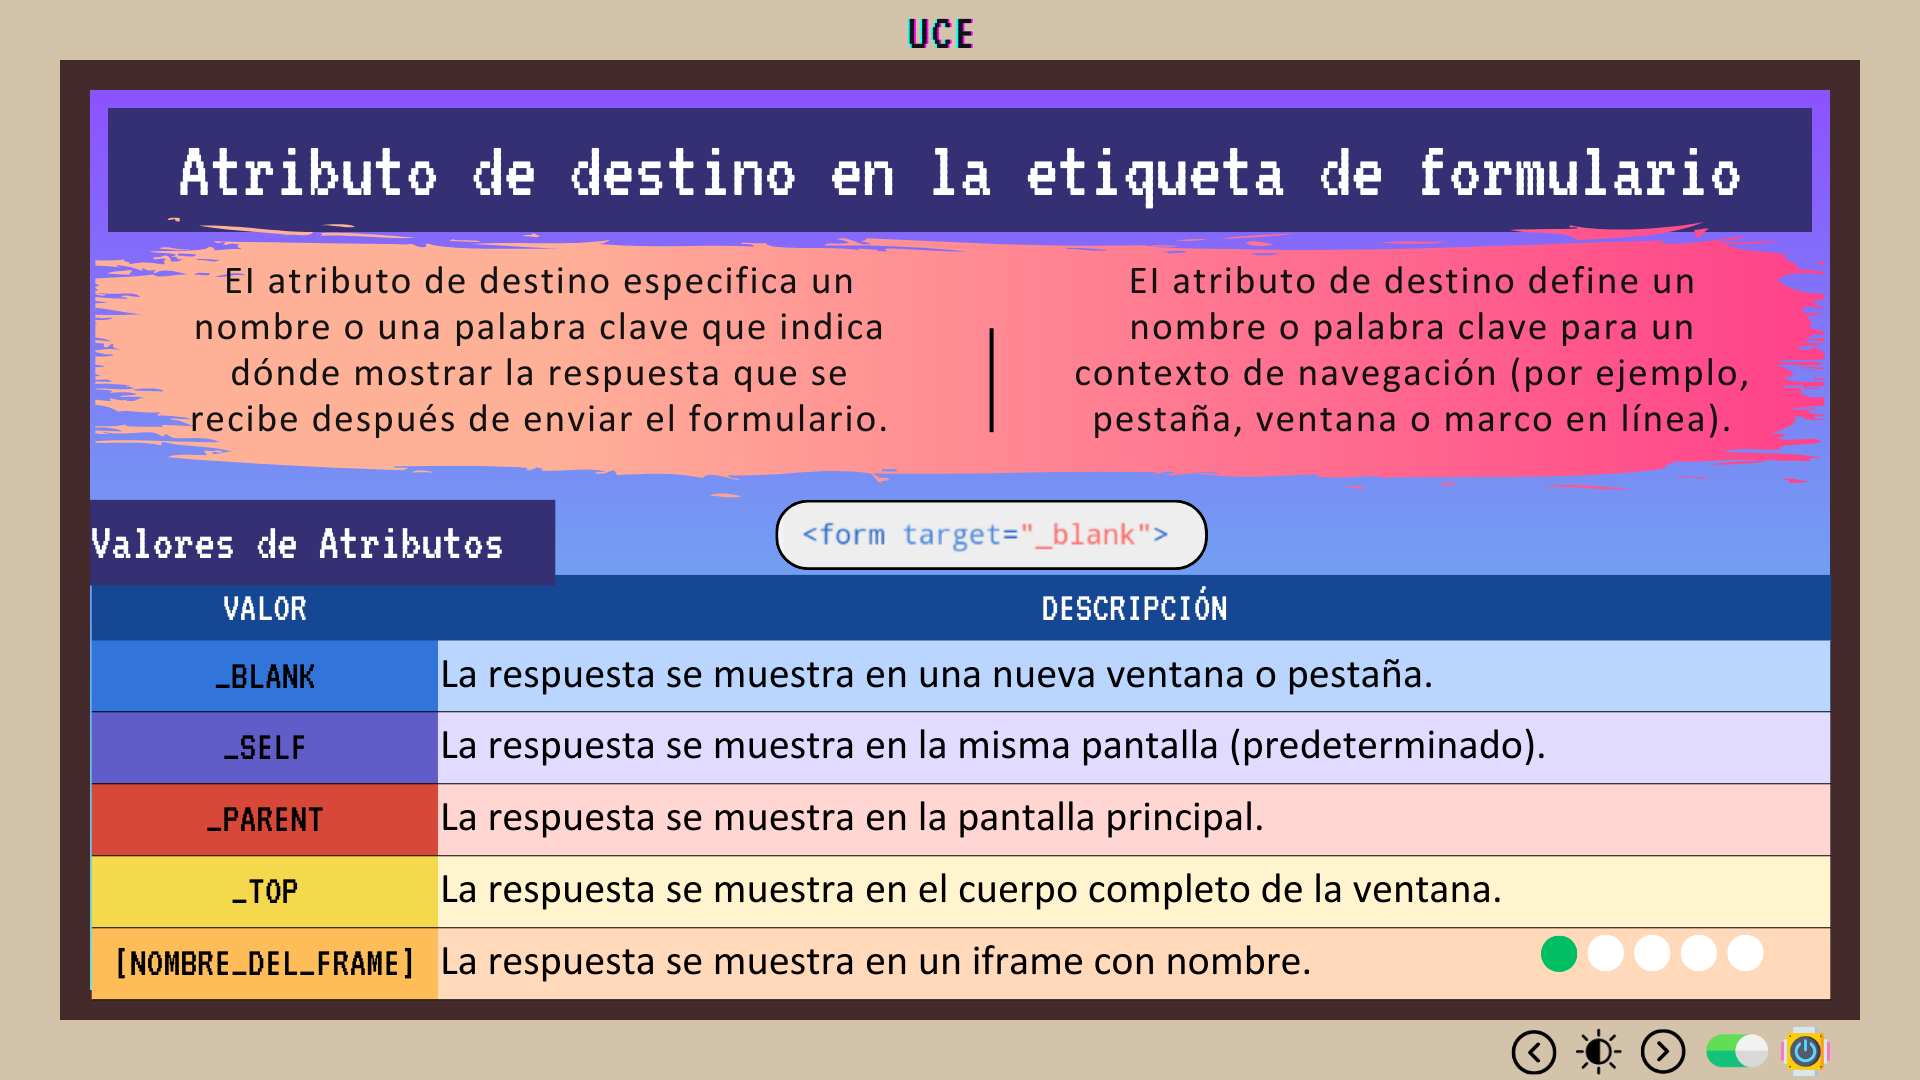 UCE
Atributo de destino en la etiqueta de formulario
El atributo de destino especifica un
nombre o una palabra clave que indica
dónde mostrar la respuesta que se
recibe después de enviar el formulario.
El atributo de destino define un
nombre o palabra clave para un
contexto de navegación (por ejemplo,
pestaña, ventana o marco en línea).
Valores de Atributos
<form target="_blank">
VALOR DESCRIPCIÓN
_BLANK La respuesta se muestra en una nueva ventana o pestaña.
_SELF La respuesta se muestra en la misma pantalla (predeterminado).
_PARENT La respuesta se muestra en la pantalla principal.
_TOP La respuesta se muestra en el cuerpo completo de la ventana.
[NOMBRE_DEL_FRAME] La respuesta se muestra en un iframe con nombre.